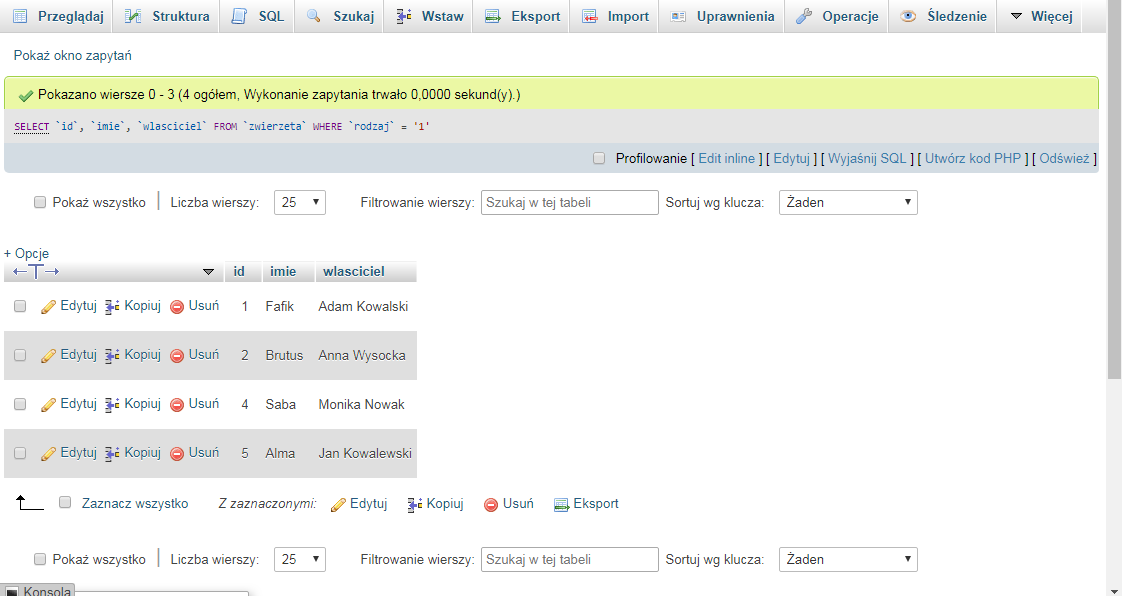 Przeglądaj Struktura SQL Szukaj Wstaw Eksport Import Uprawnienia Operacje Śledzenie Więcej
Pokaż okno zapytań
Pokazano wiersze 0 - 3 (4 ogółem, Wykonanie zapytania trwało 0,0000 sekund(y).)
SELECT `id`, `imie`, `wlasciciel` FROM `zwierzeta` WHERE `rodzaj` = '1'
Profilowanie [ Edit inline ] [ Edytuj ] [ Wyjaśnij SQL ] [ Utwórz kod PHP ] [ Odśwież ]
Pokaż wszystko Liczba wierszy: 25 Filtrowanie wierszy: Szukaj w tej tabeli Sortuj wg klucza: Żaden
+ Opcje
←T→ id imie wlasciciel
Edytuj Kopiuj Usuń 1 Fafik Adam Kowalski
Edytuj Kopiuj Usuń 2 Brutus Anna Wysocka
Edytuj Kopiuj Usuń 4 Saba Monika Nowak
Edytuj Kopiuj Usuń 5 Alma Jan Kowalewski
Zaznacz wszystko Z zaznaczonymi: Edytuj Kopiuj Usuń Eksport
Pokaż wszystko Liczba wierszy: 25 Filtrowanie wierszy: Szukaj w tej tabeli Sortuj wg klucza: Żaden
Konsola